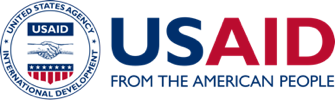 UNITED STATES AGENCY
USAID
INTERNATIONAL DEVELOPMENT
USAID
FROM THE AMERICAN PEOPLE